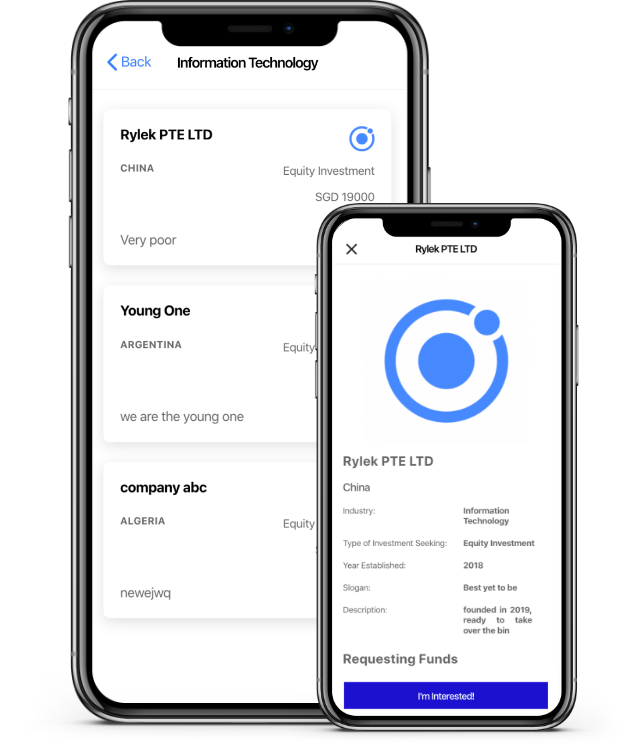 Back
Information Technology
Rylek PTE LTD
CHINA
Equity Investment
SGD 19000
Very poor
Young One
ARGENTINA
Equity
we are the young one
company abc
ALGERIA
Equity
newejwq
Rylek PTE LTD
Rylek PTE LTD
China
Industry:
Information
Technology
Type of Investment Seeking:
Equity Investment
Year Established:
2018
Slogan:
Best yet to be
Description:
founded in 2019,
ready to take
over the bin
Requesting Funds
I'm Interested!